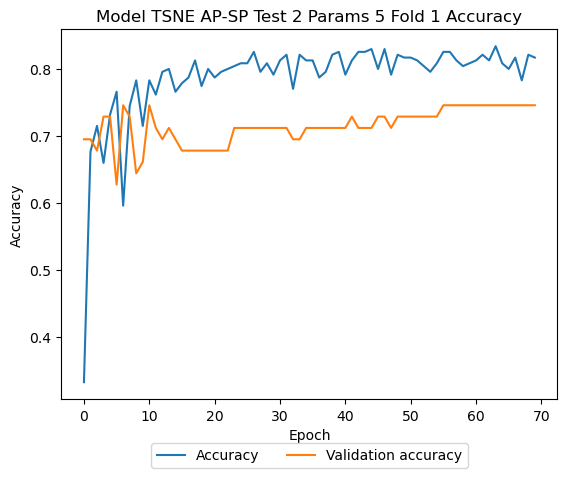 Model TSNE AP-SP Test 2 Params 5 Fold 1 Accuracy
Accuracy
0.8
0.7
0.6
0.5
0.4
0 10 20 30 40 50 60 70
Epoch
Accuracy Validation accuracy